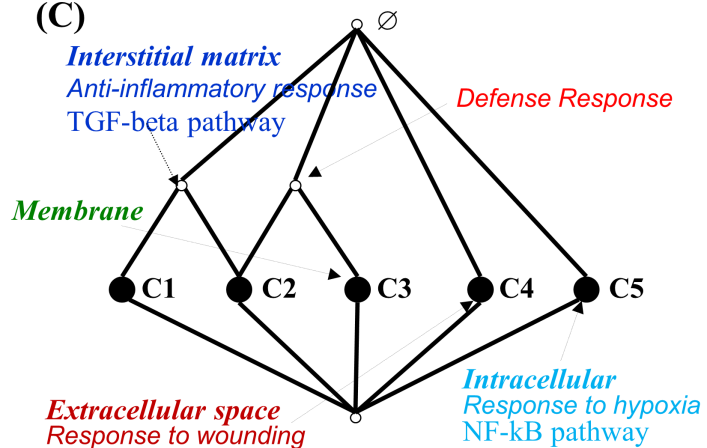 (C)
∅
Interstitial matrix
Anti-inflammatory response
TGF-beta pathway
Defense Response
Membrane
C1
C2
C3
C4
C5
Extracellular space
Response to wounding
Intracellular
Response to hypoxia
NF-kB pathway